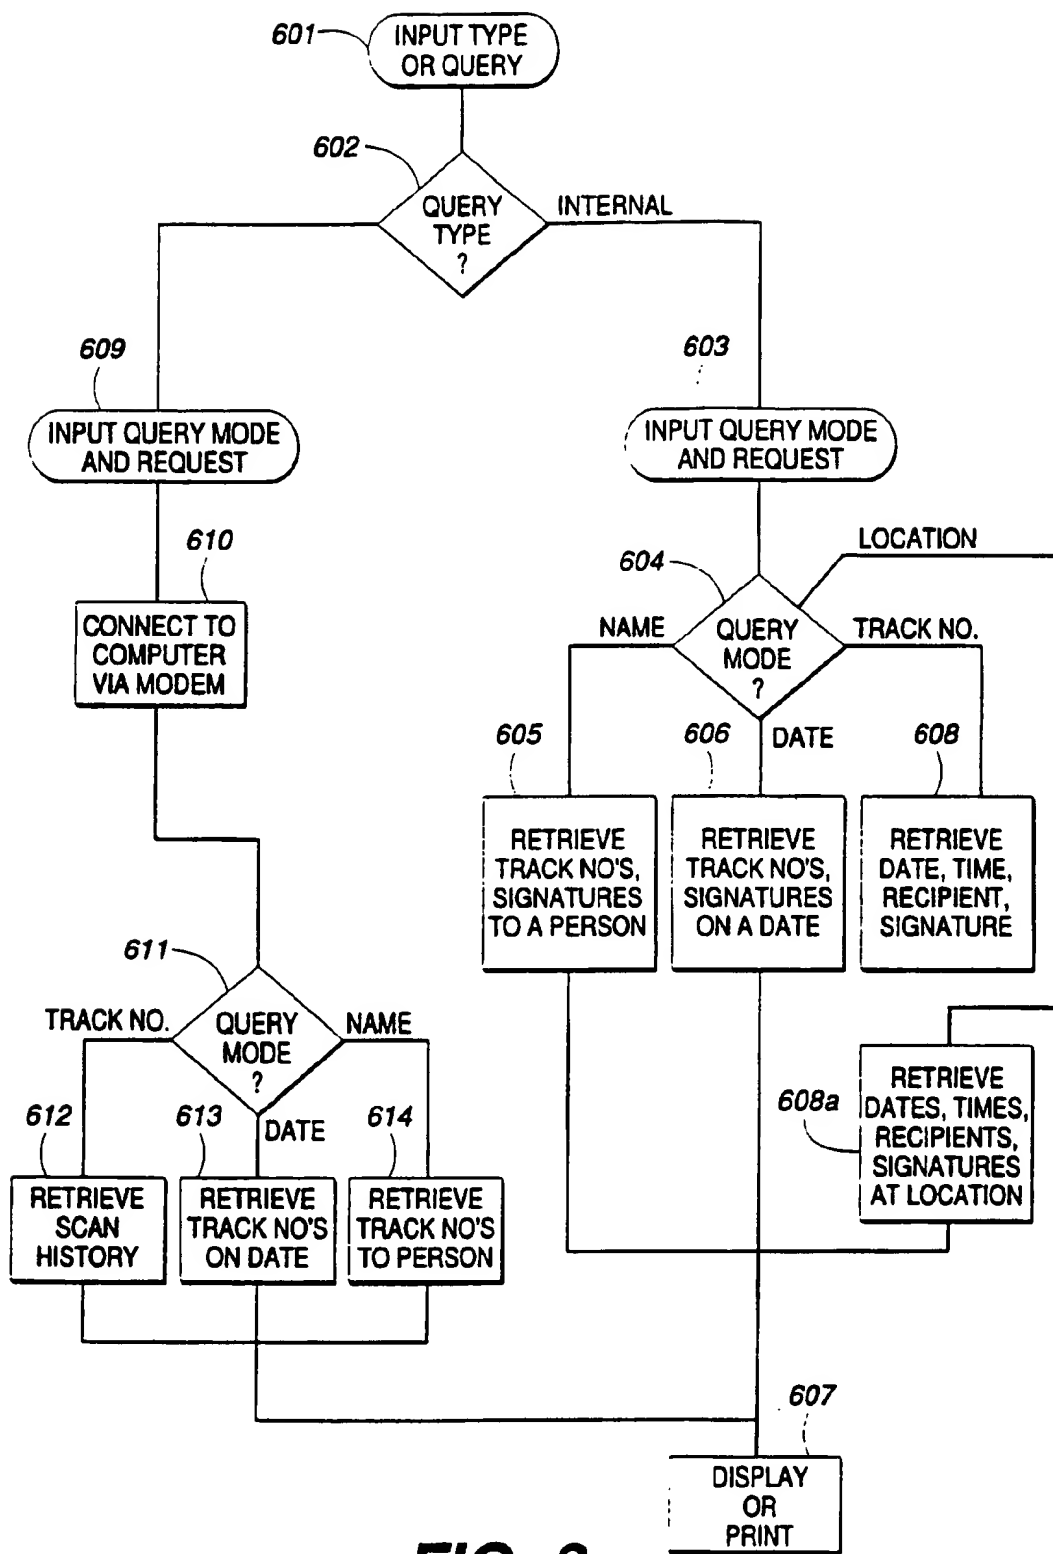 601
INPUT TYPE
OR QUERY
602
QUERY
TYPE
?
INTERNAL
609
INPUT QUERY MODE
AND REQUEST
603
INPUT QUERY MODE
AND REQUEST
610
CONNECT TO
COMPUTER
VIA MODEM
LOCATION
604
NAME
QUERY
MODE
?
TRACK NO.
DATE
605
RETRIEVE
TRACK NO'S,
SIGNATURES
TO A PERSON
606
RETRIEVE
TRACK NO'S,
SIGNATURES
ON A DATE
608
RETRIEVE
DATE, TIME,
RECIPIENT,
SIGNATURE
611
TRACK NO.
QUERY
MODE
?
NAME
DATE
608a
RETRIEVE
DATES, TIMES,
RECIPIENTS,
SIGNATURES
AT LOCATION
612
RETRIEVE
SCAN
HISTORY
613
RETRIEVE
TRACK NO'S
ON DATE
614
RETRIEVE
TRACK NO'S
TO PERSON
607
DISPLAY
OR
PRINT
FIG.